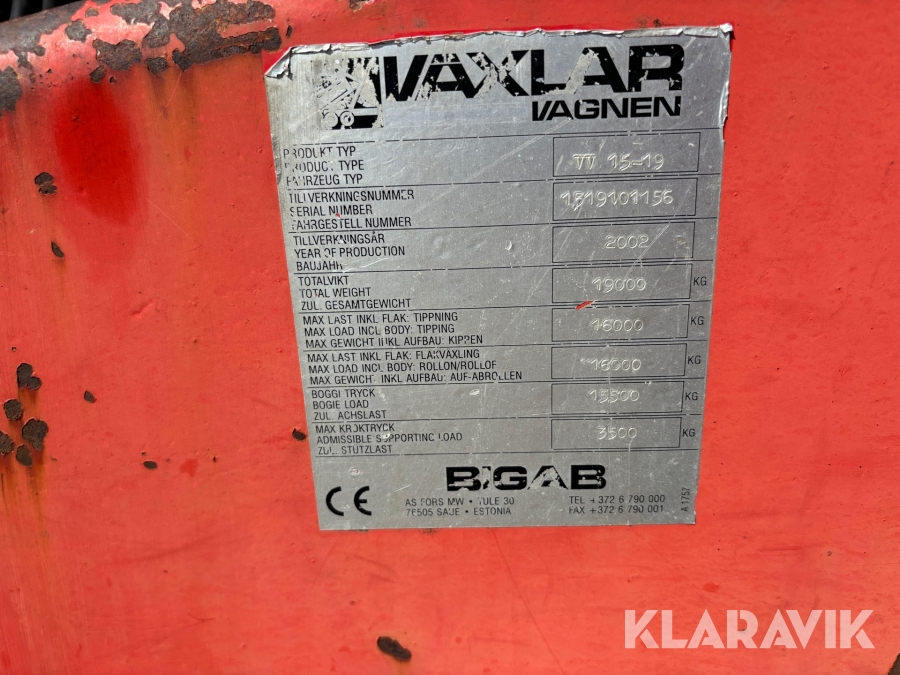 VÄXLAR
VAGNEN
PRODUKT TYP
PRODUCT TYPE
FAHRZEUG TYP
VV 15-19
TILLVERKNINGSNUMMER
SERIAL NUMBER
FAHRGESTELL NUMMER
1519101156
TILLVERKNINGSÅR
YEAR OF PRODUCTION
BAUJAHR
2002
TOTALVIKT
TOTAL WEIGHT
ZUL. GESAMTGEWICHT
19000 KG
MAX LAST INKL FLAK: TIPPNING
MAX LOAD INCL BODY: TIPPING
MAX GEWICHT INKL AUFBAU: KIPPEN
16000 KG
MAX LAST INKL FLAK: FLAKVÄXLING
MAX LOAD INCL BODY: ROLLON/ROLLOF
MAX GEWICHT INKL AUFBAU: AUF-ABROLLEN
16000 KG
BOGGI TRYCK
BOGIE LOAD
ZUL. ACHSLAST
15500 KG
MAX KROKTRYCK
ADMISSIBLE SUPPORTING LOAD
ZUL. STÜTZLAST
3500 KG
BIGAB
CE
AS FORS MW • TULE 30
76505 SAUE • ESTONIA
TEL +372 6 790 000
FAX +372 6 790 001
A 1757
KLARAVIK